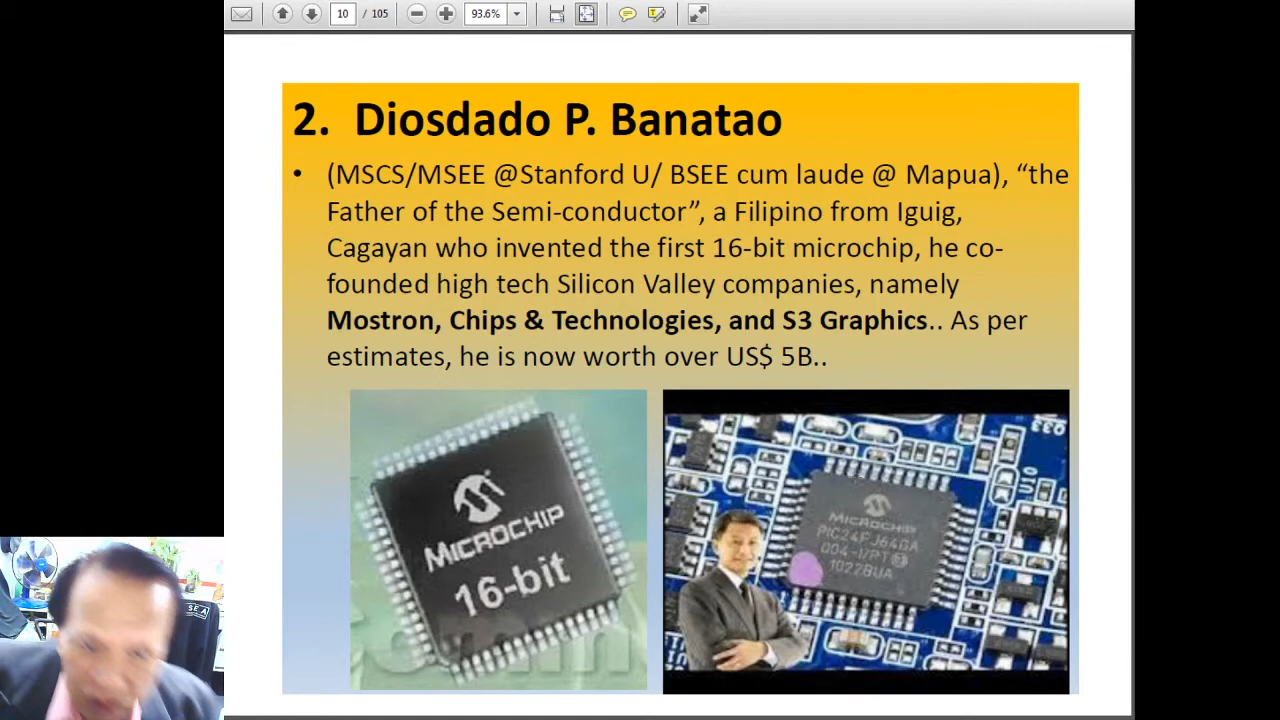 10 / 105
93.6%
2. Diosdado P. Banatao
• (MSCS/MSEE @Stanford U/ BSEE cum laude @ Mapua), “the
Father of the Semi-conductor”, a Filipino from Iguig,
Cagayan who invented the first 16-bit microchip, he co-
founded high tech Silicon Valley companies, namely
Mostron, Chips & Technologies, and S3 Graphics.. As per
estimates, he is now worth over US$ 5B..
MICROCHIP
16-bit
MICROCHIP
PIC24FJ64GA
004-I/PT
1022BUA